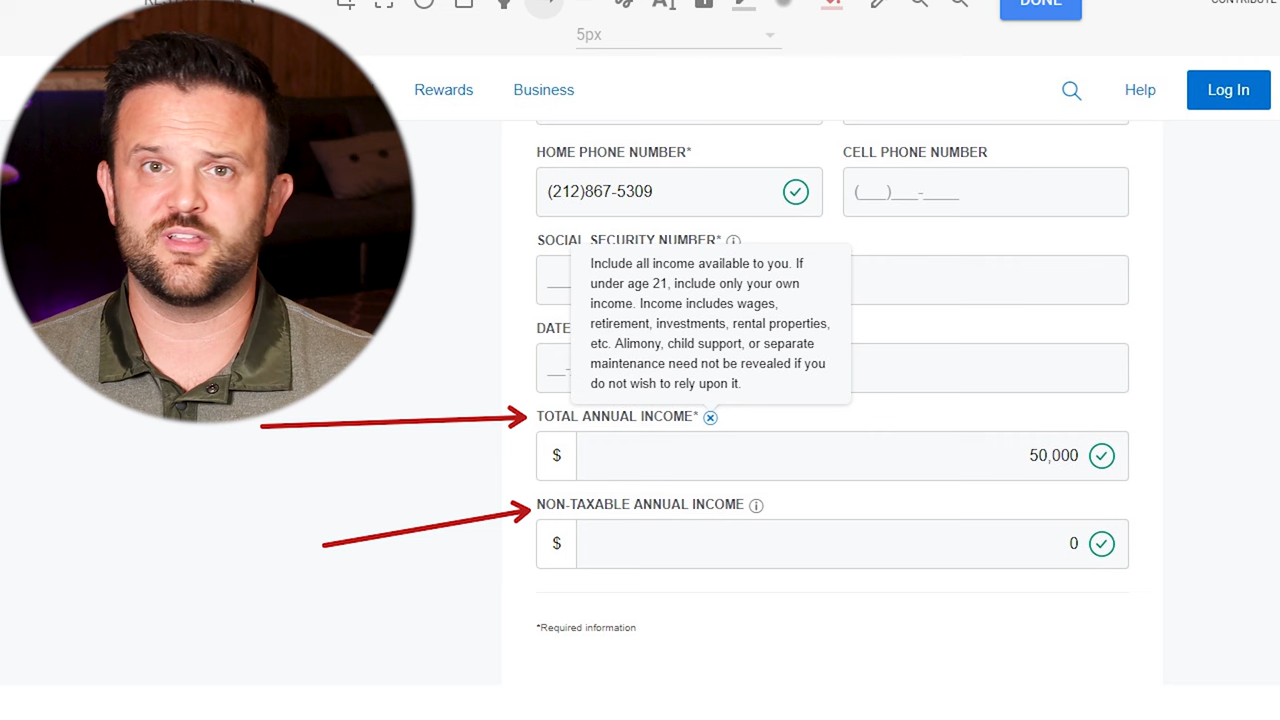 DONE
5px
Rewards
Business
Help
Log In
HOME PHONE NUMBER*
CELL PHONE NUMBER
(212)867-5309
(___)___-____
SOCIAL SECURITY NUMBER*
Include all income available to you. If
under age 21, include only your own
income. Income includes wages,
retirement, investments, rental properties,
etc. Alimony, child support, or separate
maintenance need not be revealed if you
do not wish to rely upon it.
DATE
TOTAL ANNUAL INCOME*
$ 50,000
NON-TAXABLE ANNUAL INCOME
$ 0
*Required information